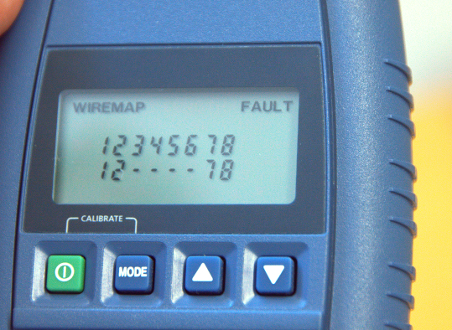 WIREMAP FAULT
12345678
12----78
CALIBRATE
MODE